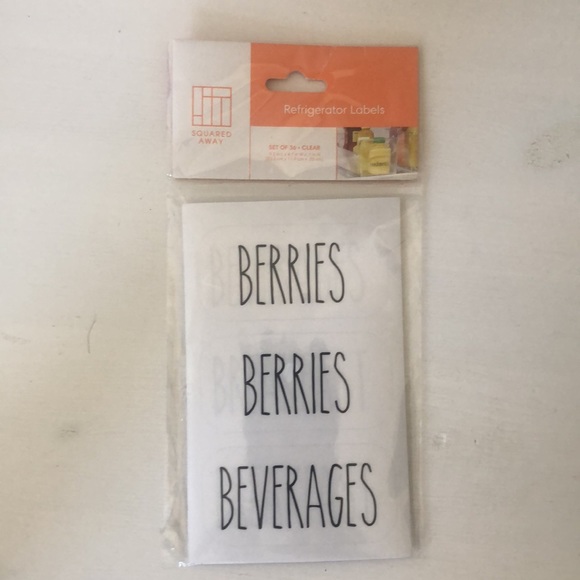 SQUARED
AWAY
Refrigerator Labels
SET OF 36 • CLEAR
BERRIES
BERRIES
BEVERAGES